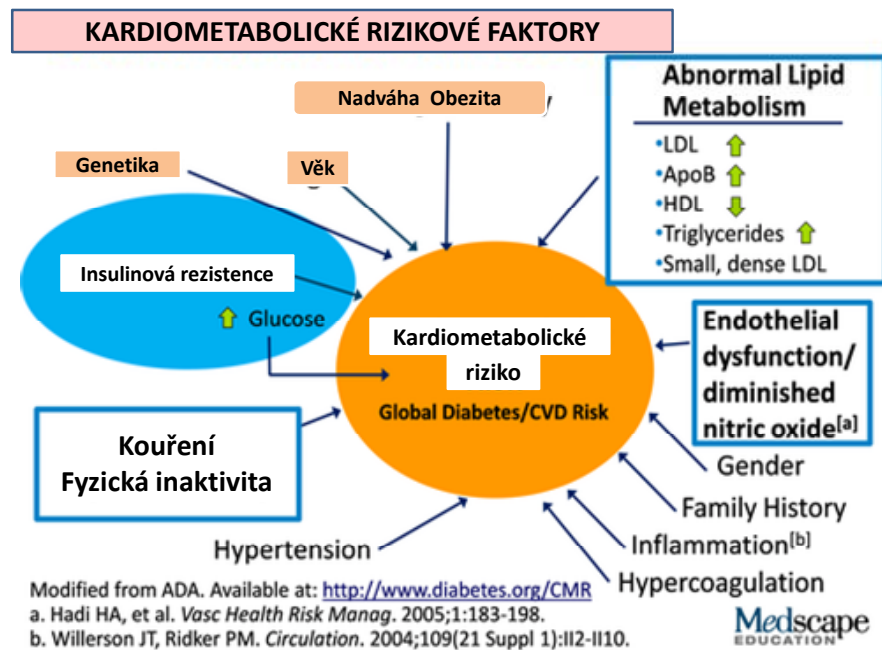 KARDIOMETABOLICKÉ RIZIKOVÉ FAKTORY
Nadváha Obezita
Genetika
Věk
Abnormal Lipid
Metabolism
•LDL
•ApoB
•HDL
•Triglycerides
•Small, dense LDL
Insulinová rezistence
Glucose
Kardiometabolické
riziko
Global Diabetes/CVD Risk
Endothelial
dysfunction/
diminished
nitric oxide[a]
Kouření
Fyzická inaktivita
Gender
Family History
Inflammation[b]
Hypercoagulation
Hypertension
Modified from ADA. Available at: http://www.diabetes.org/CMR
a. Hadi HA, et al. Vasc Health Risk Manag. 2005;1:183-198.
b. Willerson JT, Ridker PM. Circulation. 2004;109(21 Suppl 1):II2-II10.
Medscape
EDUCATION